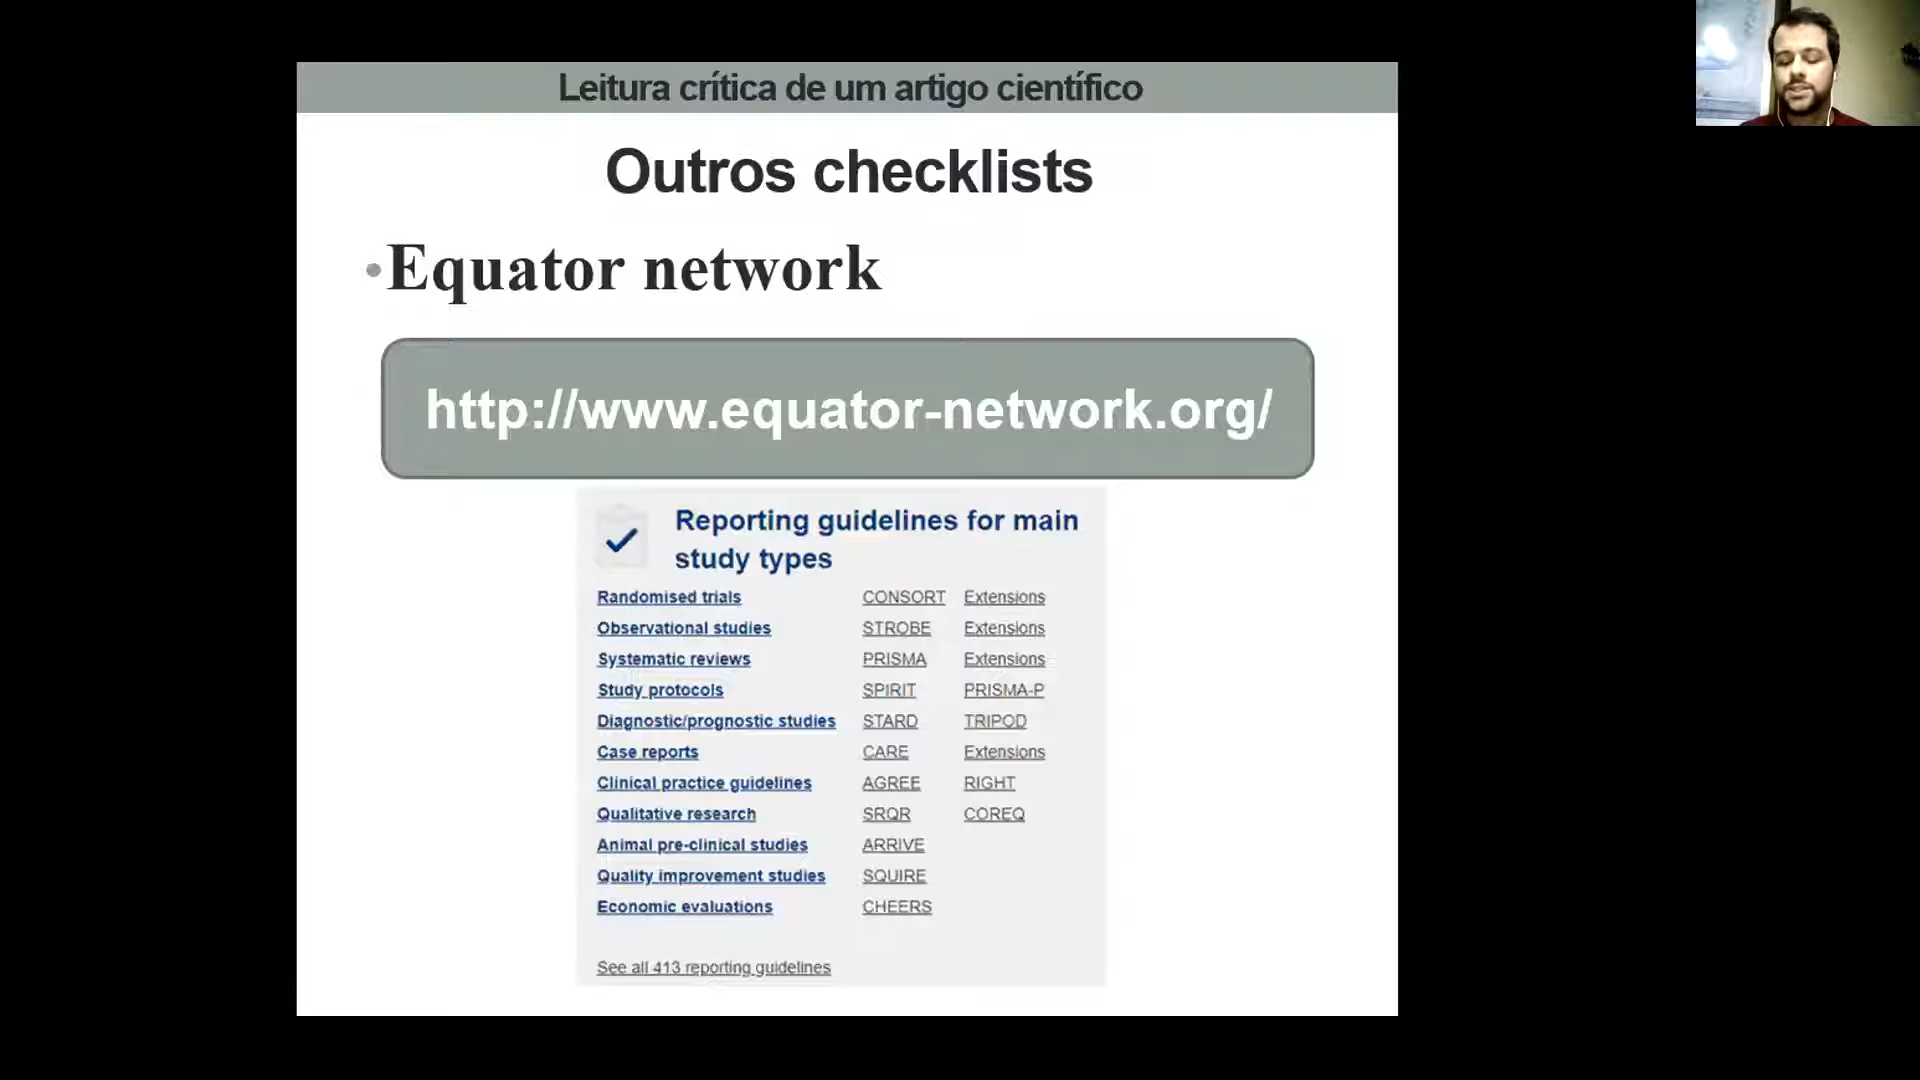 Leitura crítica de um artigo científico
Outros checklists
•Equator network
http://www.equator-network.org/
Reporting guidelines for main
study types
Randomised trials CONSORT Extensions
Observational studies STROBE Extensions
Systematic reviews PRISMA Extensions
Study protocols SPIRIT PRISMA-P
Diagnostic/prognostic studies STARD TRIPOD
Case reports CARE Extensions
Clinical practice guidelines AGREE RIGHT
Qualitative research SRQR COREQ
Animal pre-clinical studies ARRIVE
Quality improvement studies SQUIRE
Economic evaluations CHEERS
See all 413 reporting guidelines